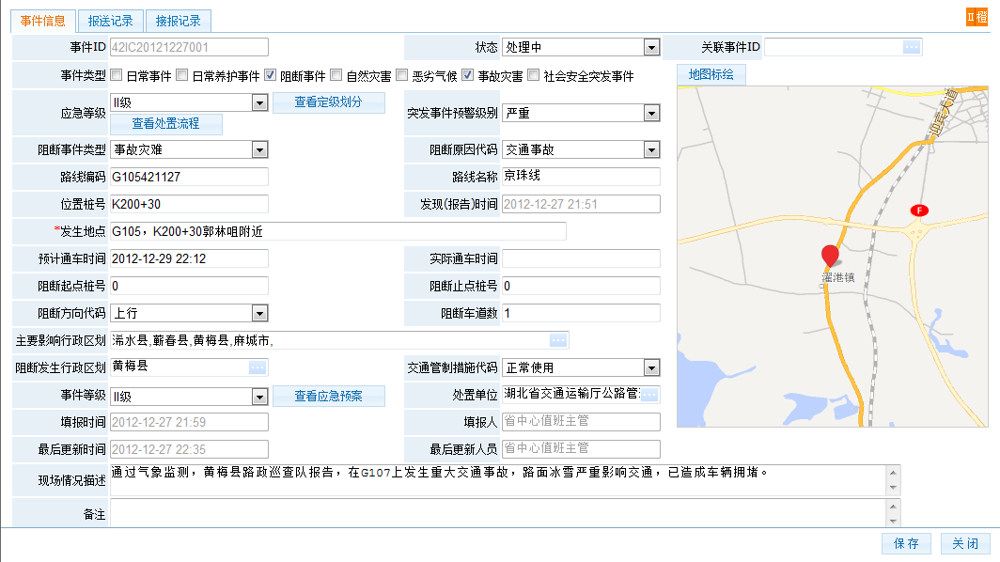 事件信息 报送记录 接报记录
II橙
事件ID 42IC20121227001 状态 处理中 关联事件ID
事件类型 日常事件 日常养护事件 阻断事件 自然灾害 恶劣气候 事故灾害 社会安全突发事件 地图标绘
应急等级 II级 查看定级划分 突发事件预警级别 严重
查看处置流程
阻断事件类型 事故灾难 阻断原因代码 交通事故
路线编码 G105421127 路线名称 京珠线
位置桩号 K200+30 发现(报告)时间 2012-12-27 21:51
*发生地点 G105，K200+30郭林咀附近
预计通车时间 2012-12-29 22:12 实际通车时间
阻断起点桩号 0 阻断止点桩号 0
阻断方向代码 上行 阻断车道数 1
主要影响行政区划 浠水县,蕲春县,黄梅县,麻城市,
阻断发生行政区划 黄梅县 交通管制措施代码 正常使用
事件等级 II级 查看应急预案 处置单位 湖北省交通运输厅公路管
填报时间 2012-12-27 21:59 填报人 省中心值班主管
最后更新时间 2012-12-27 22:35 最后更新人员 省中心值班主管
现场情况描述 通过气象监测，黄梅县路政巡查队报告，在G107上发生重大交通事故，路面冰雪严重影响交通，已造成车辆拥堵。
备注
迎宾大道
F
濯港镇
保存 关闭